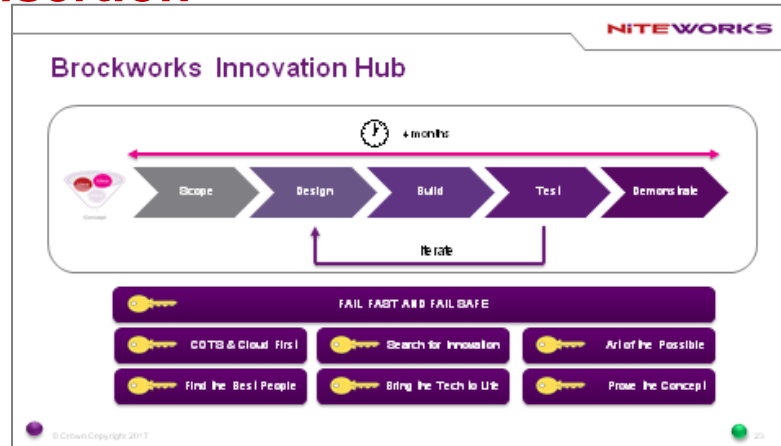 NITEWORKS
Brockworks Innovation Hub
4 months
Concept
Scope
Design
Build
Test
Demonstrate
Iterate
FAIL FAST AND FAIL SAFE
COTS & Cloud First
Search for Innovation
Art of the Possible
Find the Best People
Bring the Tech to Life
Prove the Concept
© Crown Copyright 2017
23